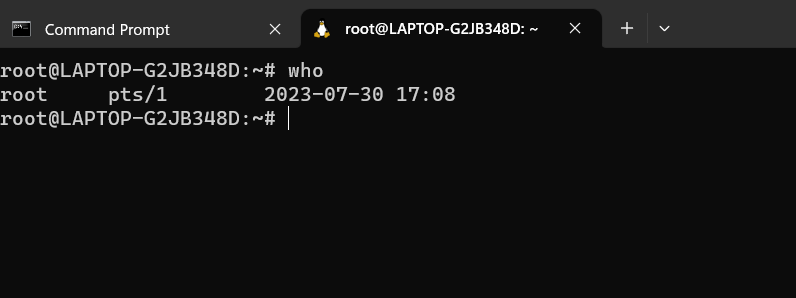 Command Prompt
root@LAPTOP-G2JB348D: ~
root@LAPTOP-G2JB348D:~# who
root     pts/1        2023-07-30 17:08
root@LAPTOP-G2JB348D:~#